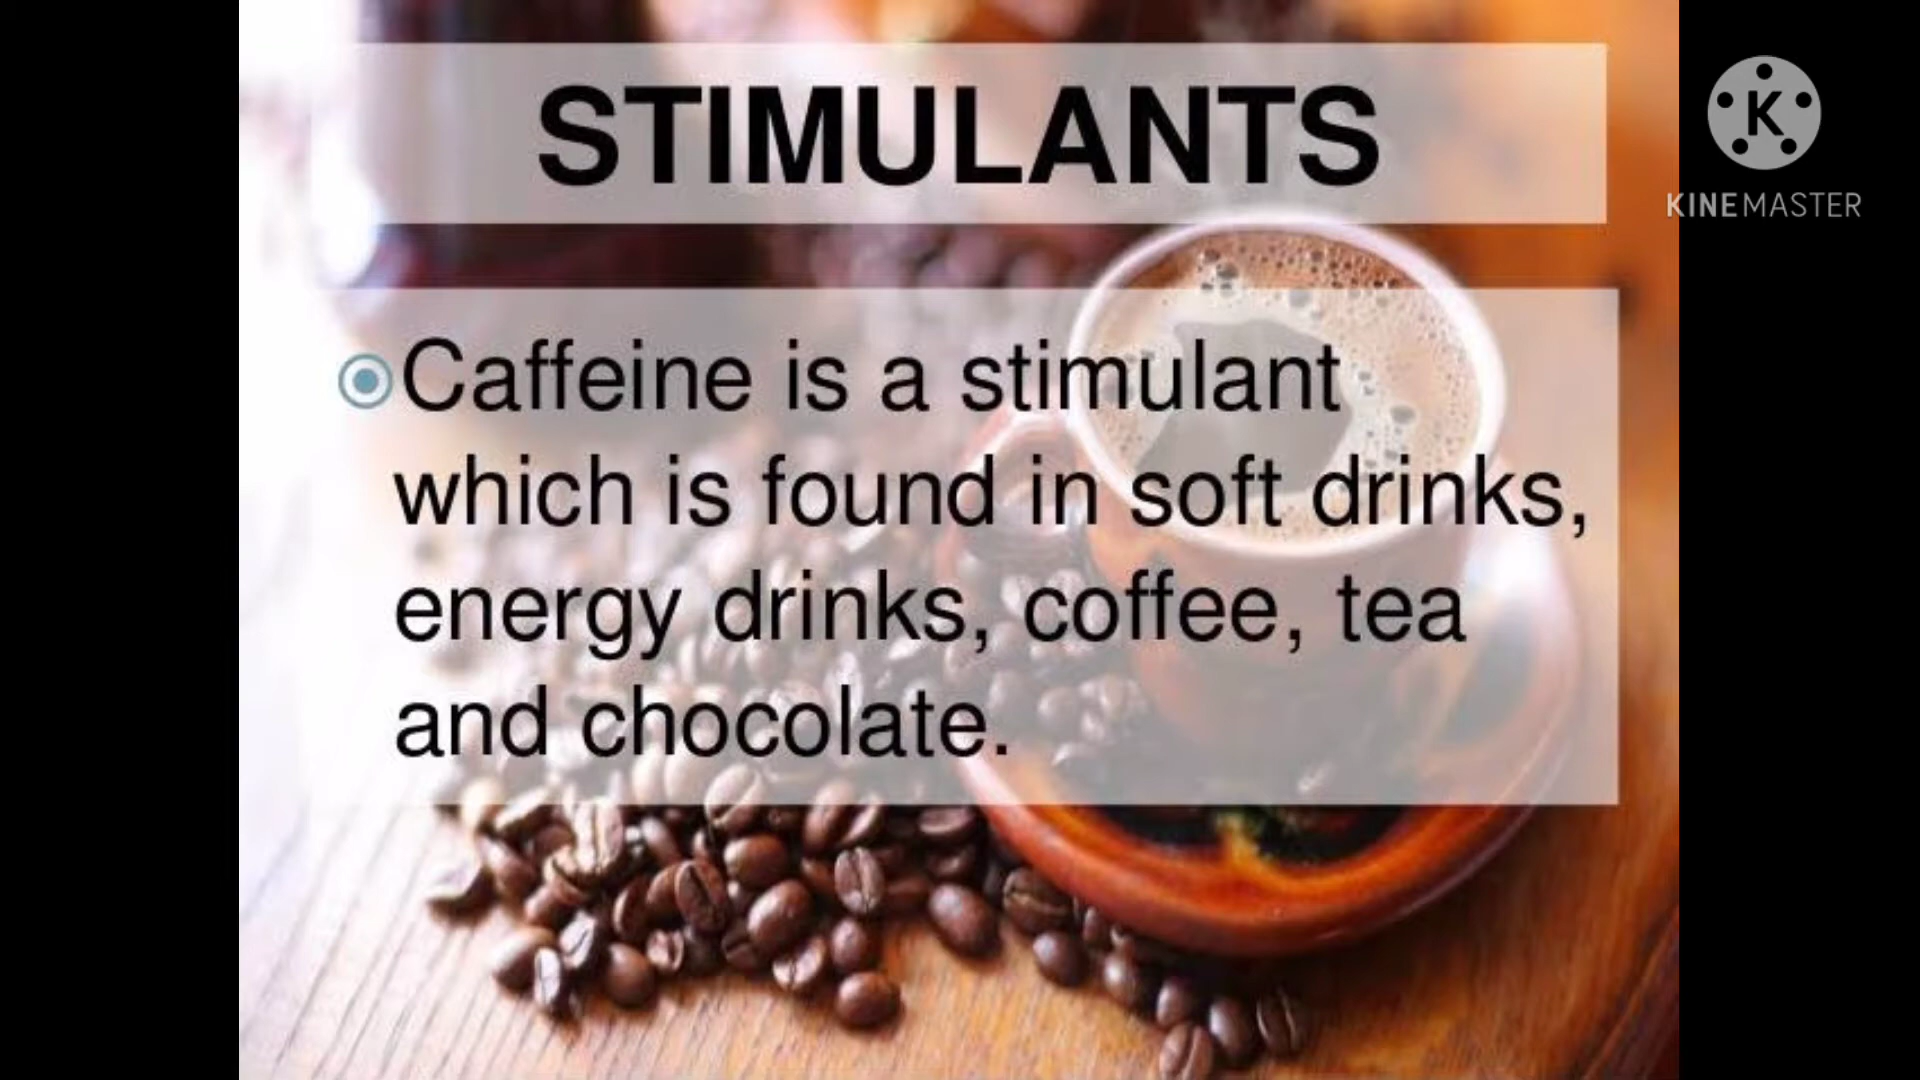 STIMULANTS
Caffeine is a stimulant
which is found in soft drinks,
energy drinks, coffee, tea
and chocolate.
K
KINEMASTER